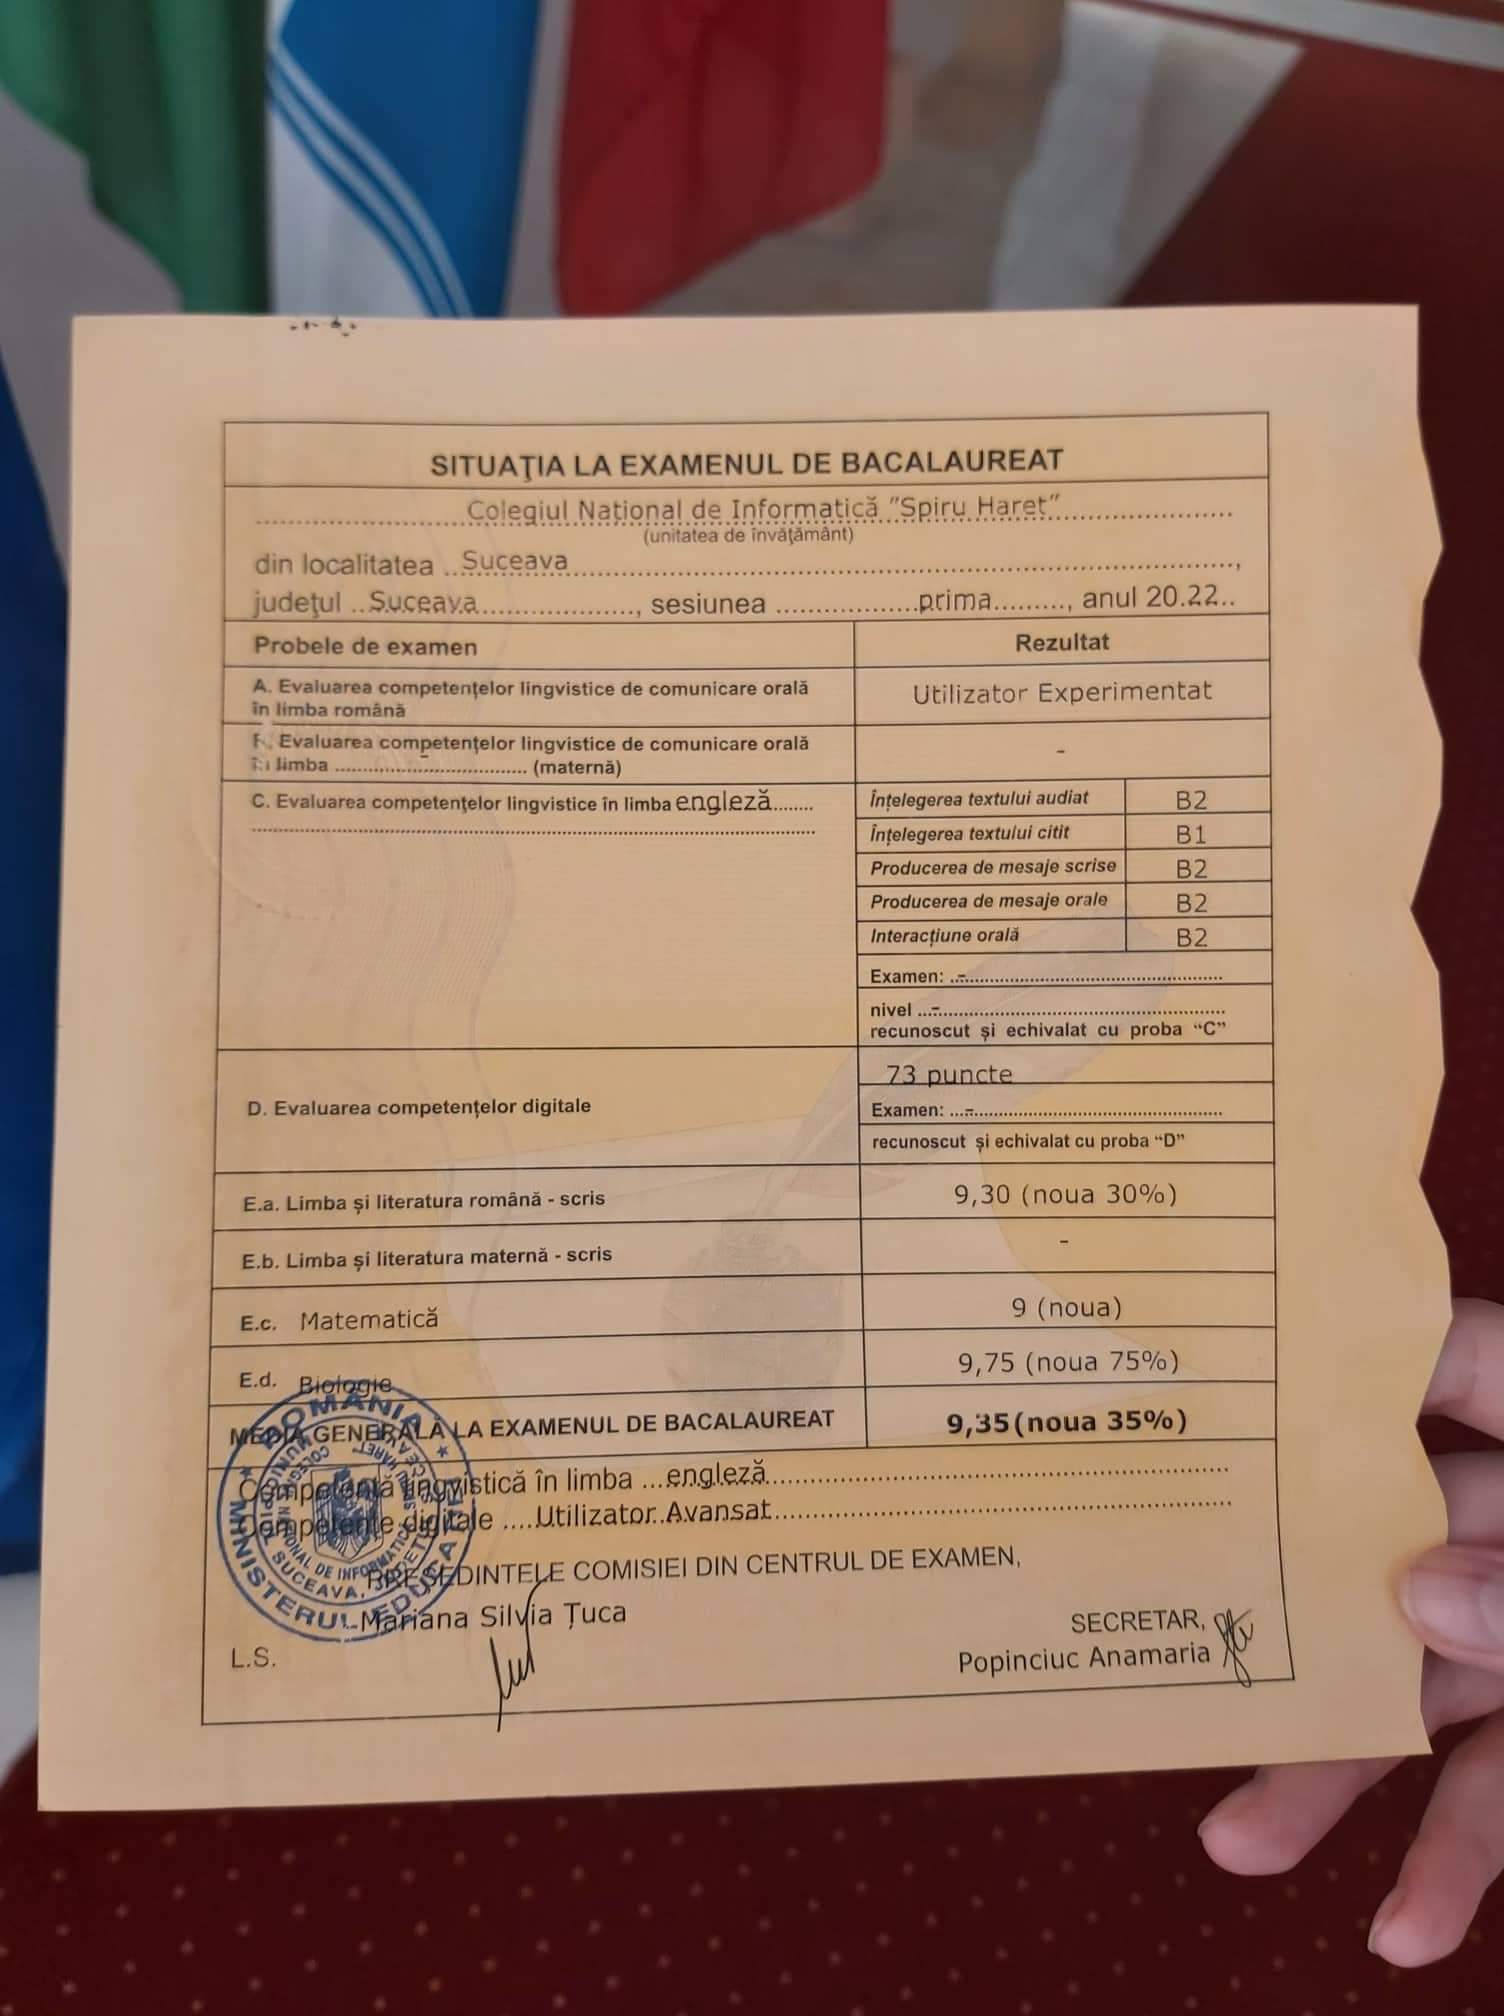 SITUAŢIA LA EXAMENUL DE BACALAUREAT
Colegiul Național de Informatică "Spiru Haret"
(unitatea de învăţământ)
din localitatea ..Suceava..........,
judeţul ..Suceava.........., sesiunea ..........prima........., anul 20.22..
Probele de examen
Rezultat
A. Evaluarea competențelor lingvistice de comunicare orală
în limba română
Utilizator Experimentat
Evaluarea competențelor lingvistice de comunicare orală
limba ........-........ (maternă)
-
C. Evaluarea competenţelor lingvistice în limba engleză........
Înțelegerea textului audiat B2
Înțelegerea textului citit B1
Producerea de mesaje scrise B2
Producerea de mesaje orale B2
Interacțiune orală B2
Examen: ..-..........
nivel ...-..........
recunoscut și echivalat cu proba “C”
D. Evaluarea competențelor digitale
73 puncte
Examen: ...-..........
recunoscut și echivalat cu proba “D”
E.a. Limba și literatura română - scris
9,30 (noua 30%)
E.b. Limba și literatura maternă - scris
-
E.c. Matematică
9 (noua)
E.d. Biologie
9,75 (noua 75%)
MEDIA GENERALĂ LA EXAMENUL DE BACALAUREAT
9,35(noua 35%)
Competență lingvistică în limba ...engleză..........
Competențe digitale ....Utilizator Avansat..........
PREȘEDINTELE COMISIEI DIN CENTRUL DE EXAMEN,
Mariana Silvia Țuca
SECRETAR,
Popinciuc Anamaria
L.S.
ROMÂNIA
MINISTERUL EDUCAȚIEI